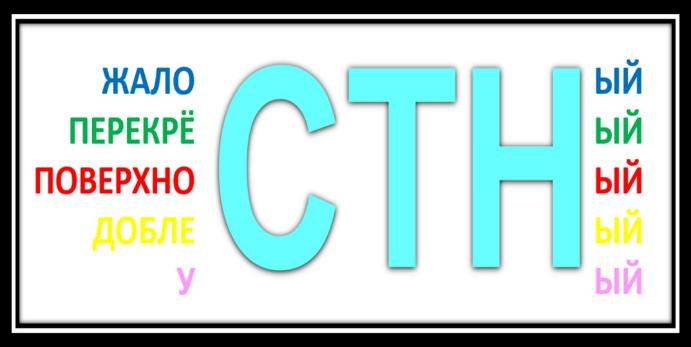 ЖАЛО СТН ЫЙ
ПЕРЕКРЁ ЫЙ
ПОВЕРХНО ЫЙ
ДОБЛЕ ЫЙ
У ЫЙ